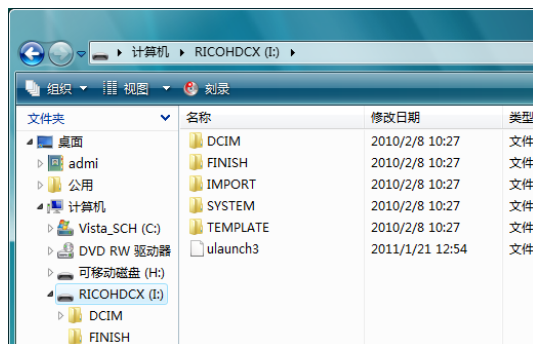 计算机 ▸ RICOHDCX (I:) ▸
组织 视图 刻录
文件夹 名称 修改日期 类型
桌面 DCIM 2010/2/8 10:27 文件
admi FINISH 2010/2/8 10:27 文件
公用 IMPORT 2010/2/8 10:27 文件
计算机 SYSTEM 2010/2/8 10:27 文件
Vista_SCH (C:) TEMPLATE 2010/2/8 10:27 文件
DVD RW 驱动器 ulaunch3 2011/1/21 12:54 文件
可移动磁盘 (H:)
RICOHDCX (I:)
DCIM
FINISH